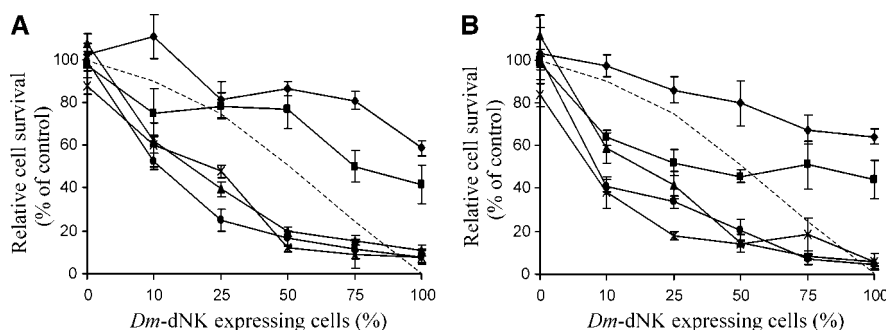 A
Relative cell survival
(% of control)
100
80
60
40
20
0
0 10 25 50 75 100
Dm-dNK expressing cells (%)
B
Relative cell survival
(% of control)
100
80
60
40
20
0
0 10 25 50 75 100
Dm-dNK expressing cells (%)